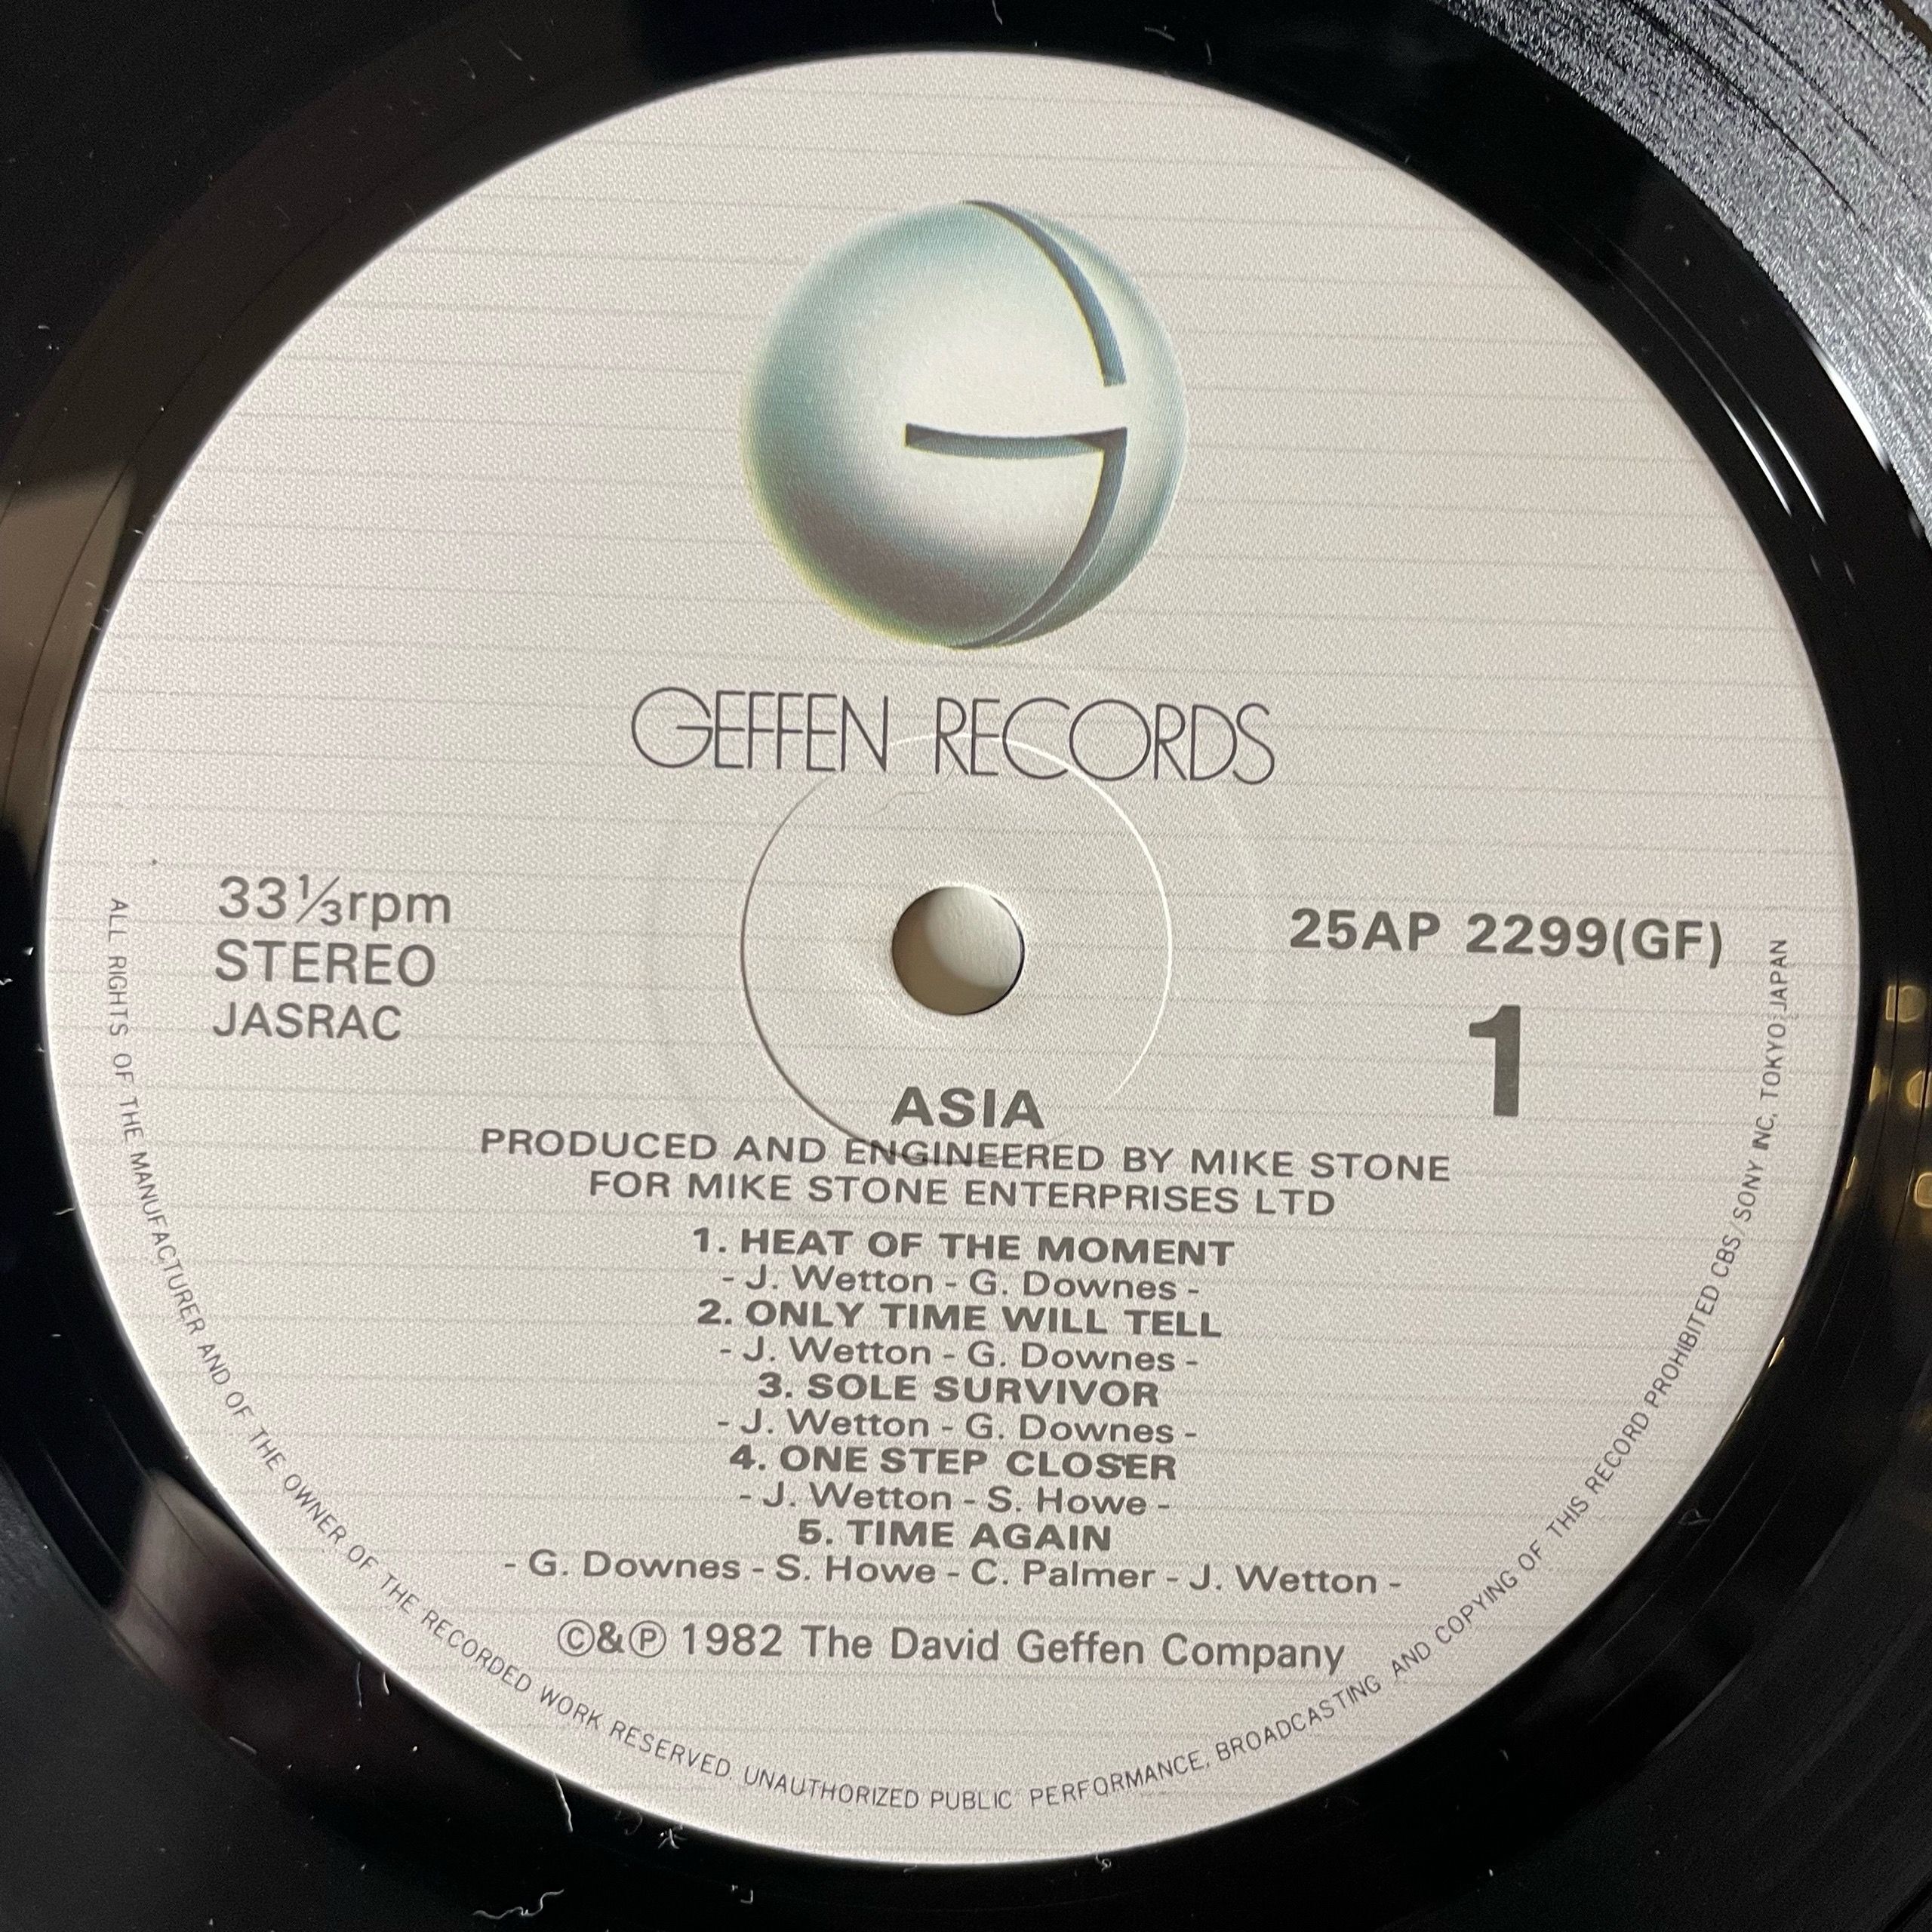 GEFFEN RECORDS
33⅓rpm
STEREO
JASRAC
25AP 2299(GF)
1
ASIA
PRODUCED AND ENGINEERED BY MIKE STONE
FOR MIKE STONE ENTERPRISES LTD
1. HEAT OF THE MOMENT
- J. Wetton - G. Downes -
2. ONLY TIME WILL TELL
- J. Wetton - G. Downes -
3. SOLE SURVIVOR
- J. Wetton - G. Downes -
4. ONE STEP CLOSER
- J. Wetton - S. Howe -
5. TIME AGAIN
- G. Downes - S. Howe - C. Palmer - J. Wetton -
©&℗ 1982 The David Geffen Company
ALL RIGHTS OF THE MANUFACTURER AND OF THE OWNER OF THE RECORDED WORK RESERVED. UNAUTHORIZED PUBLIC PERFORMANCE, BROADCASTING AND COPYING OF THIS RECORD PROHIBITED CBS/SONY INC. TOKYO JAPAN